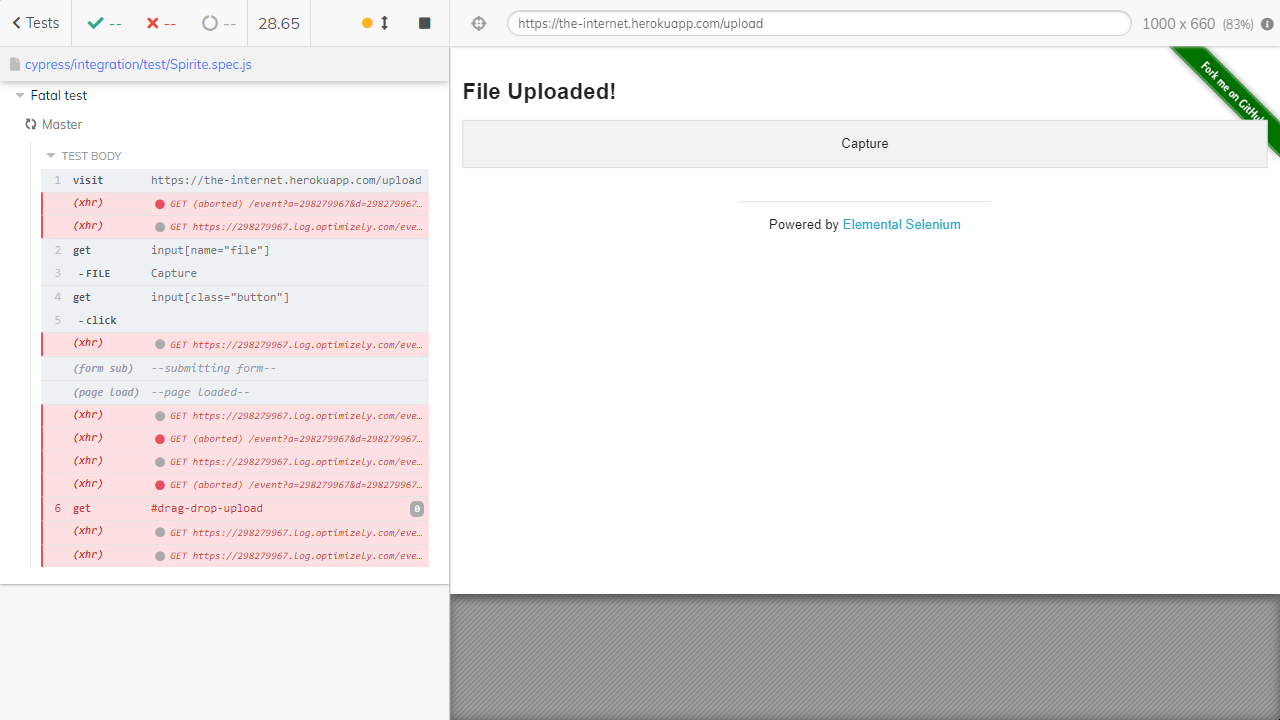 Tests -- -- -- 28.65
https://the-internet.herokuapp.com/upload 1000 x 660 (83%)
cypress/integration/test/Spirite.spec.js
Fatal test
Master
TEST BODY
1 visit https://the-internet.herokuapp.com/upload
(xhr) GET (aborted) /event?a=298279967&d=298279967…
(xhr) GET https://298279967.log.optimizely.com/eve…
2 get input[name="file"]
3 -FILE Capture
4 get input[class="button"]
5 -click
(xhr) GET https://298279967.log.optimizely.com/eve…
(form sub) --submitting form--
(page load) --page loaded--
(xhr) GET https://298279967.log.optimizely.com/eve…
(xhr) GET (aborted) /event?a=298279967&d=298279967…
(xhr) GET https://298279967.log.optimizely.com/eve…
(xhr) GET (aborted) /event?a=298279967&d=298279967…
6 get #drag-drop-upload 0
(xhr) GET https://298279967.log.optimizely.com/eve…
(xhr) GET https://298279967.log.optimizely.com/eve…
File Uploaded!
Fork me on GitHub
Capture
Powered by Elemental Selenium